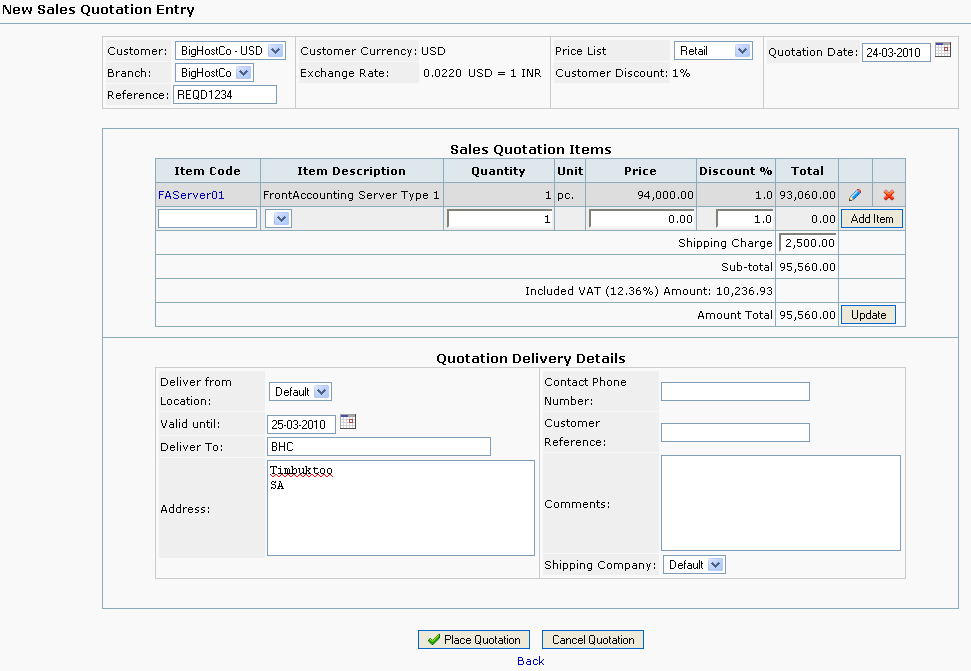 New Sales Quotation Entry
Customer: BigHostCo - USD Customer Currency: USD Price List Retail Quotation Date: 24-03-2010
Branch: BigHostCo Exchange Rate: 0.0220 USD = 1 INR Customer Discount: 1%
Reference: REQD1234
Sales Quotation Items
Item Code Item Description Quantity Unit Price Discount % Total
FAServer01 FrontAccounting Server Type 1 1 pc. 94,000.00 1.0 93,060.00
1 0.00 1.0 0.00 Add Item
Shipping Charge 2,500.00
Sub-total 95,560.00
Included VAT (12.36%) Amount: 10,236.93
Amount Total 95,560.00 Update
Quotation Delivery Details
Deliver from Location: Default
Valid until: 25-03-2010
Deliver To: BHC
Address: Timbuktoo
SA
Contact Phone Number:
Customer Reference:
Comments:
Shipping Company: Default
Place Quotation Cancel Quotation
Back